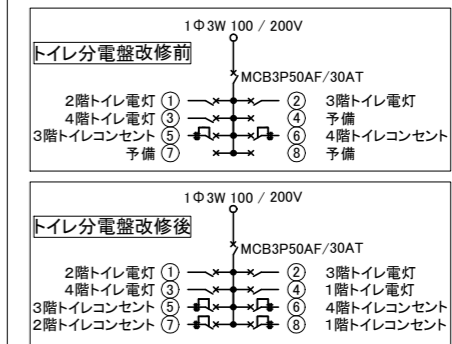 1Φ3W 100 / 200V
トイレ分電盤改修前
MCB3P50AF/30AT
2階トイレ電灯 ① ② 3階トイレ電灯
4階トイレ電灯 ③ ④ 予備
3階トイレコンセント ⑤ ⑥ 4階トイレコンセント
予備 ⑦ ⑧ 予備
1Φ3W 100 / 200V
トイレ分電盤改修後
MCB3P50AF/30AT
2階トイレ電灯 ① ② 3階トイレ電灯
4階トイレ電灯 ③ ④ 1階トイレ電灯
3階トイレコンセント ⑤ ⑥ 4階トイレコンセント
2階トイレコンセント ⑦ ⑧ 1階トイレコンセント